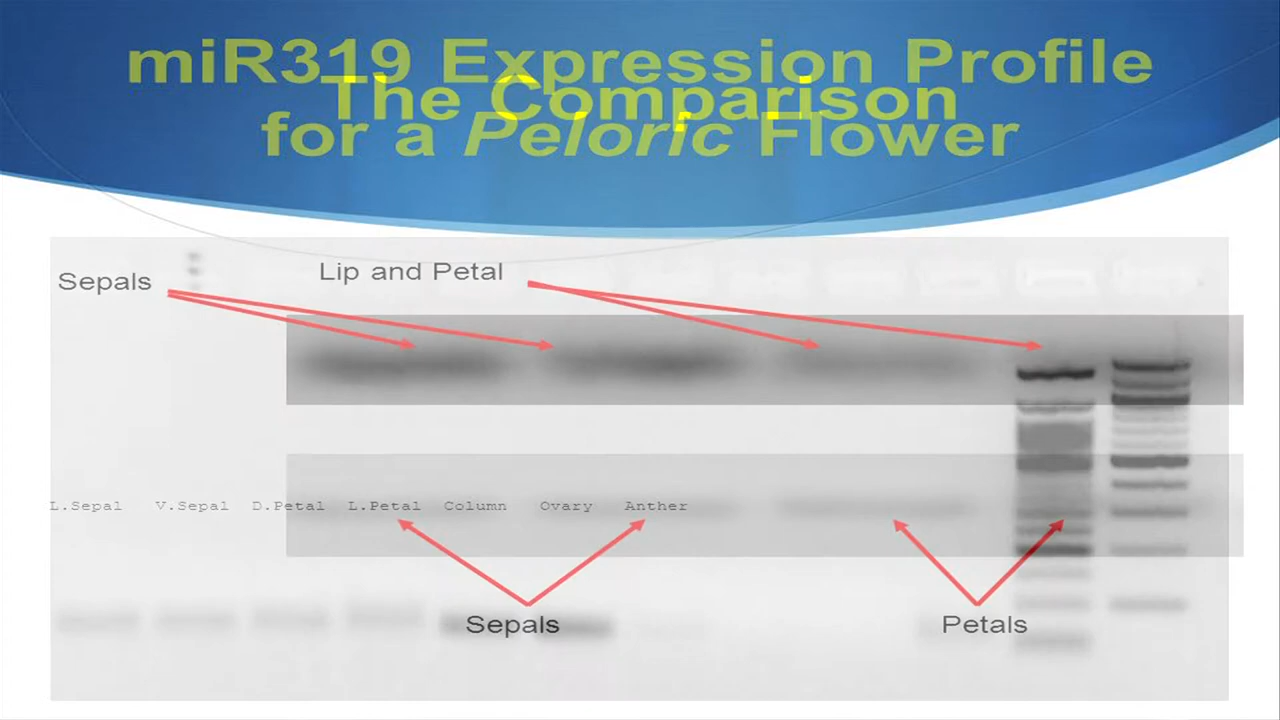 miR319 Expression Profile
The Comparison
for a Peloric Flower
Sepals
Lip and Petal
L.Sepal V.Sepal D.Petal L.Petal Column Ovary Anther
Sepals
Petals